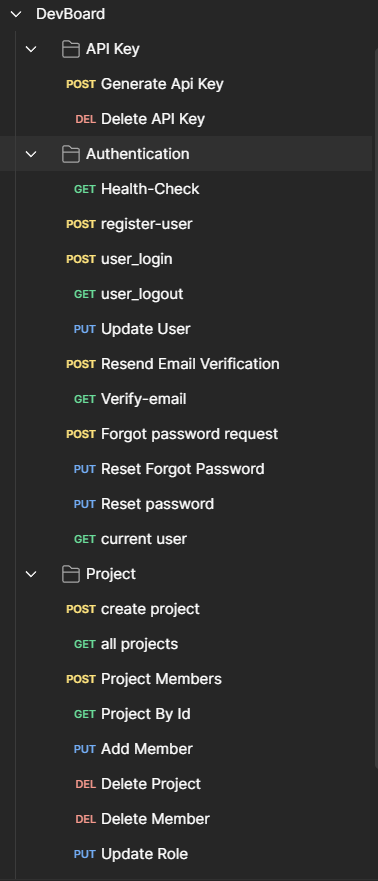 DevBoard
API Key
POST Generate Api Key
DEL Delete API Key
Authentication
GET Health-Check
POST register-user
POST user_login
GET user_logout
PUT Update User
POST Resend Email Verification
GET Verify-email
POST Forgot password request
PUT Reset Forgot Password
PUT Reset password
GET current user
Project
POST create project
GET all projects
POST Project Members
GET Project By Id
PUT Add Member
DEL Delete Project
DEL Delete Member
PUT Update Role